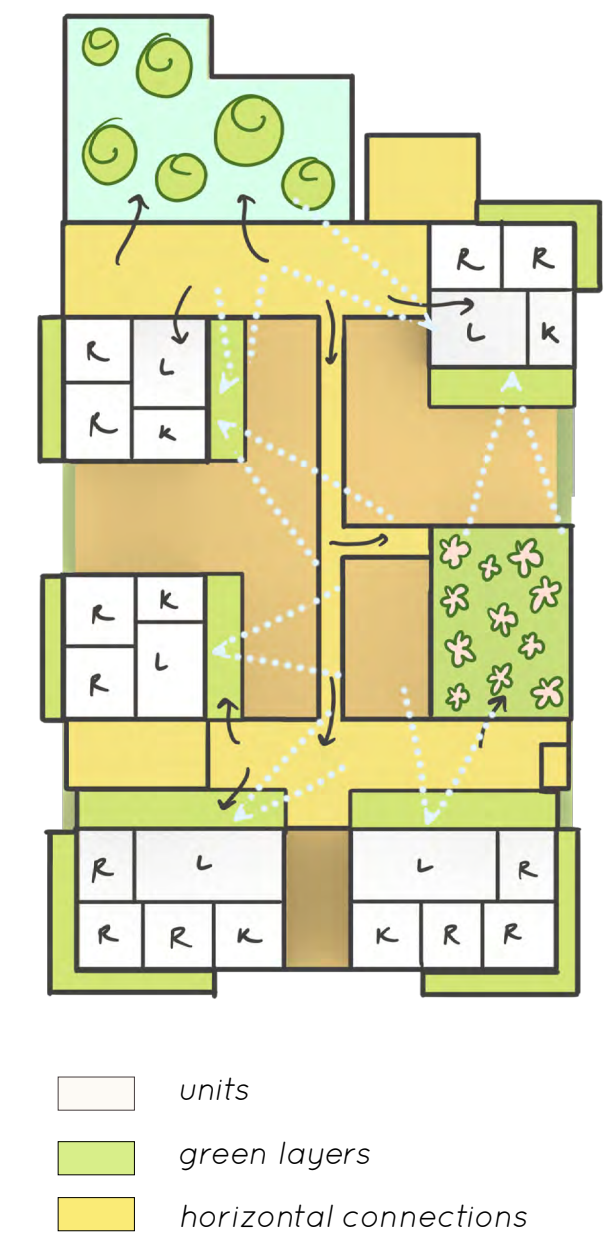 R R
L K
R L
R K
R K
R L
R L
L R
R R K
K R R
units
green layers
horizontal connections